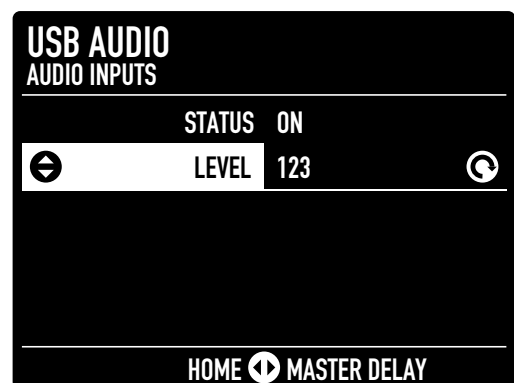 USB AUDIO
AUDIO INPUTS
STATUS ON
LEVEL 123
HOME MASTER DELAY